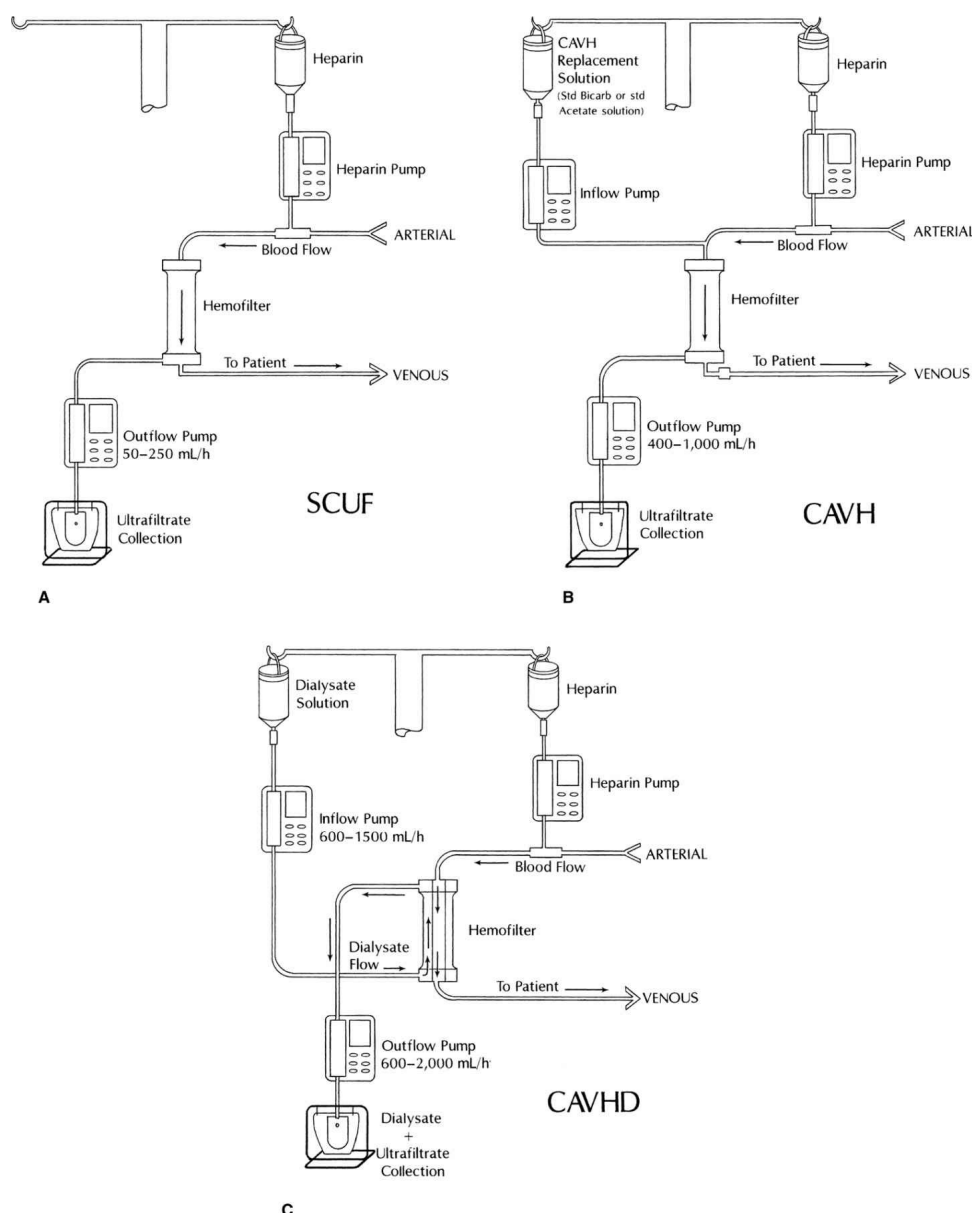 Heparin
Heparin Pump
ARTERIAL
Blood Flow
Hemofilter
To Patient
VENOUS
Outflow Pump
50–250 mL/h
SCUF
Ultrafiltrate
Collection
A
CAVH
Replacement
Solution
(Std Bicarb or std
Acetate solution)
Heparin
Inflow Pump
Heparin Pump
ARTERIAL
Blood Flow
Hemofilter
To Patient
VENOUS
Outflow Pump
400–1,000 mL/h
CAVH
Ultrafiltrate
Collection
B
Dialysate
Solution
Heparin
Heparin Pump
Inflow Pump
600–1500 mL/h
ARTERIAL
Blood Flow
Hemofilter
Dialysate
Flow
To Patient
VENOUS
Outflow Pump
600–2,000 mL/h
CAVHD
Dialysate
+
Ultrafiltrate
Collection
C